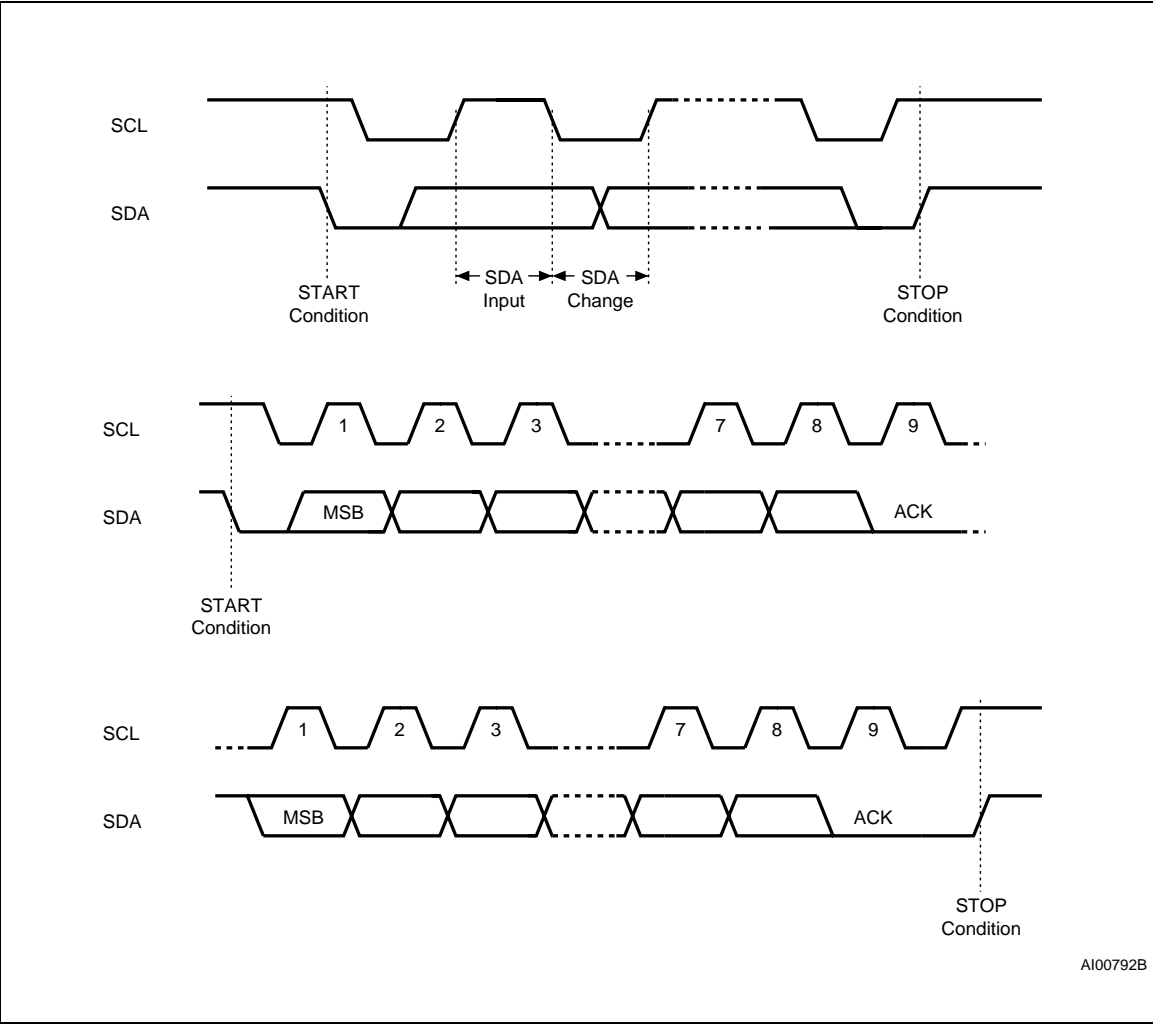 SCL
SDA
SDA
Input
SDA
Change
START
Condition
STOP
Condition
SCL
1
2
3
7
8
9
SDA
MSB
ACK
START
Condition
SCL
1
2
3
7
8
9
SDA
MSB
ACK
STOP
Condition
AI00792B